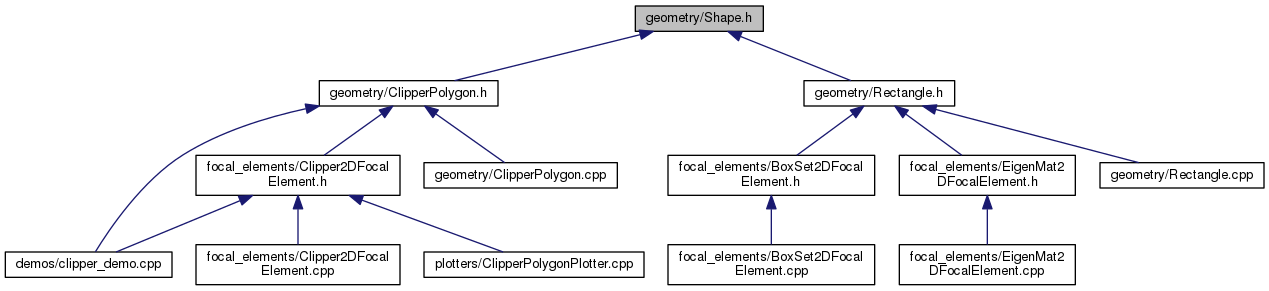 geometry/Shape.h
geometry/ClipperPolygon.h
geometry/Rectangle.h
focal_elements/Clipper2DFocal
Element.h
geometry/ClipperPolygon.cpp
focal_elements/BoxSet2DFocal
Element.h
focal_elements/EigenMat2
DFocalElement.h
geometry/Rectangle.cpp
demos/clipper_demo.cpp
focal_elements/Clipper2DFocal
Element.cpp
plotters/ClipperPolygonPlotter.cpp
focal_elements/BoxSet2DFocal
Element.cpp
focal_elements/EigenMat2
DFocalElement.cpp